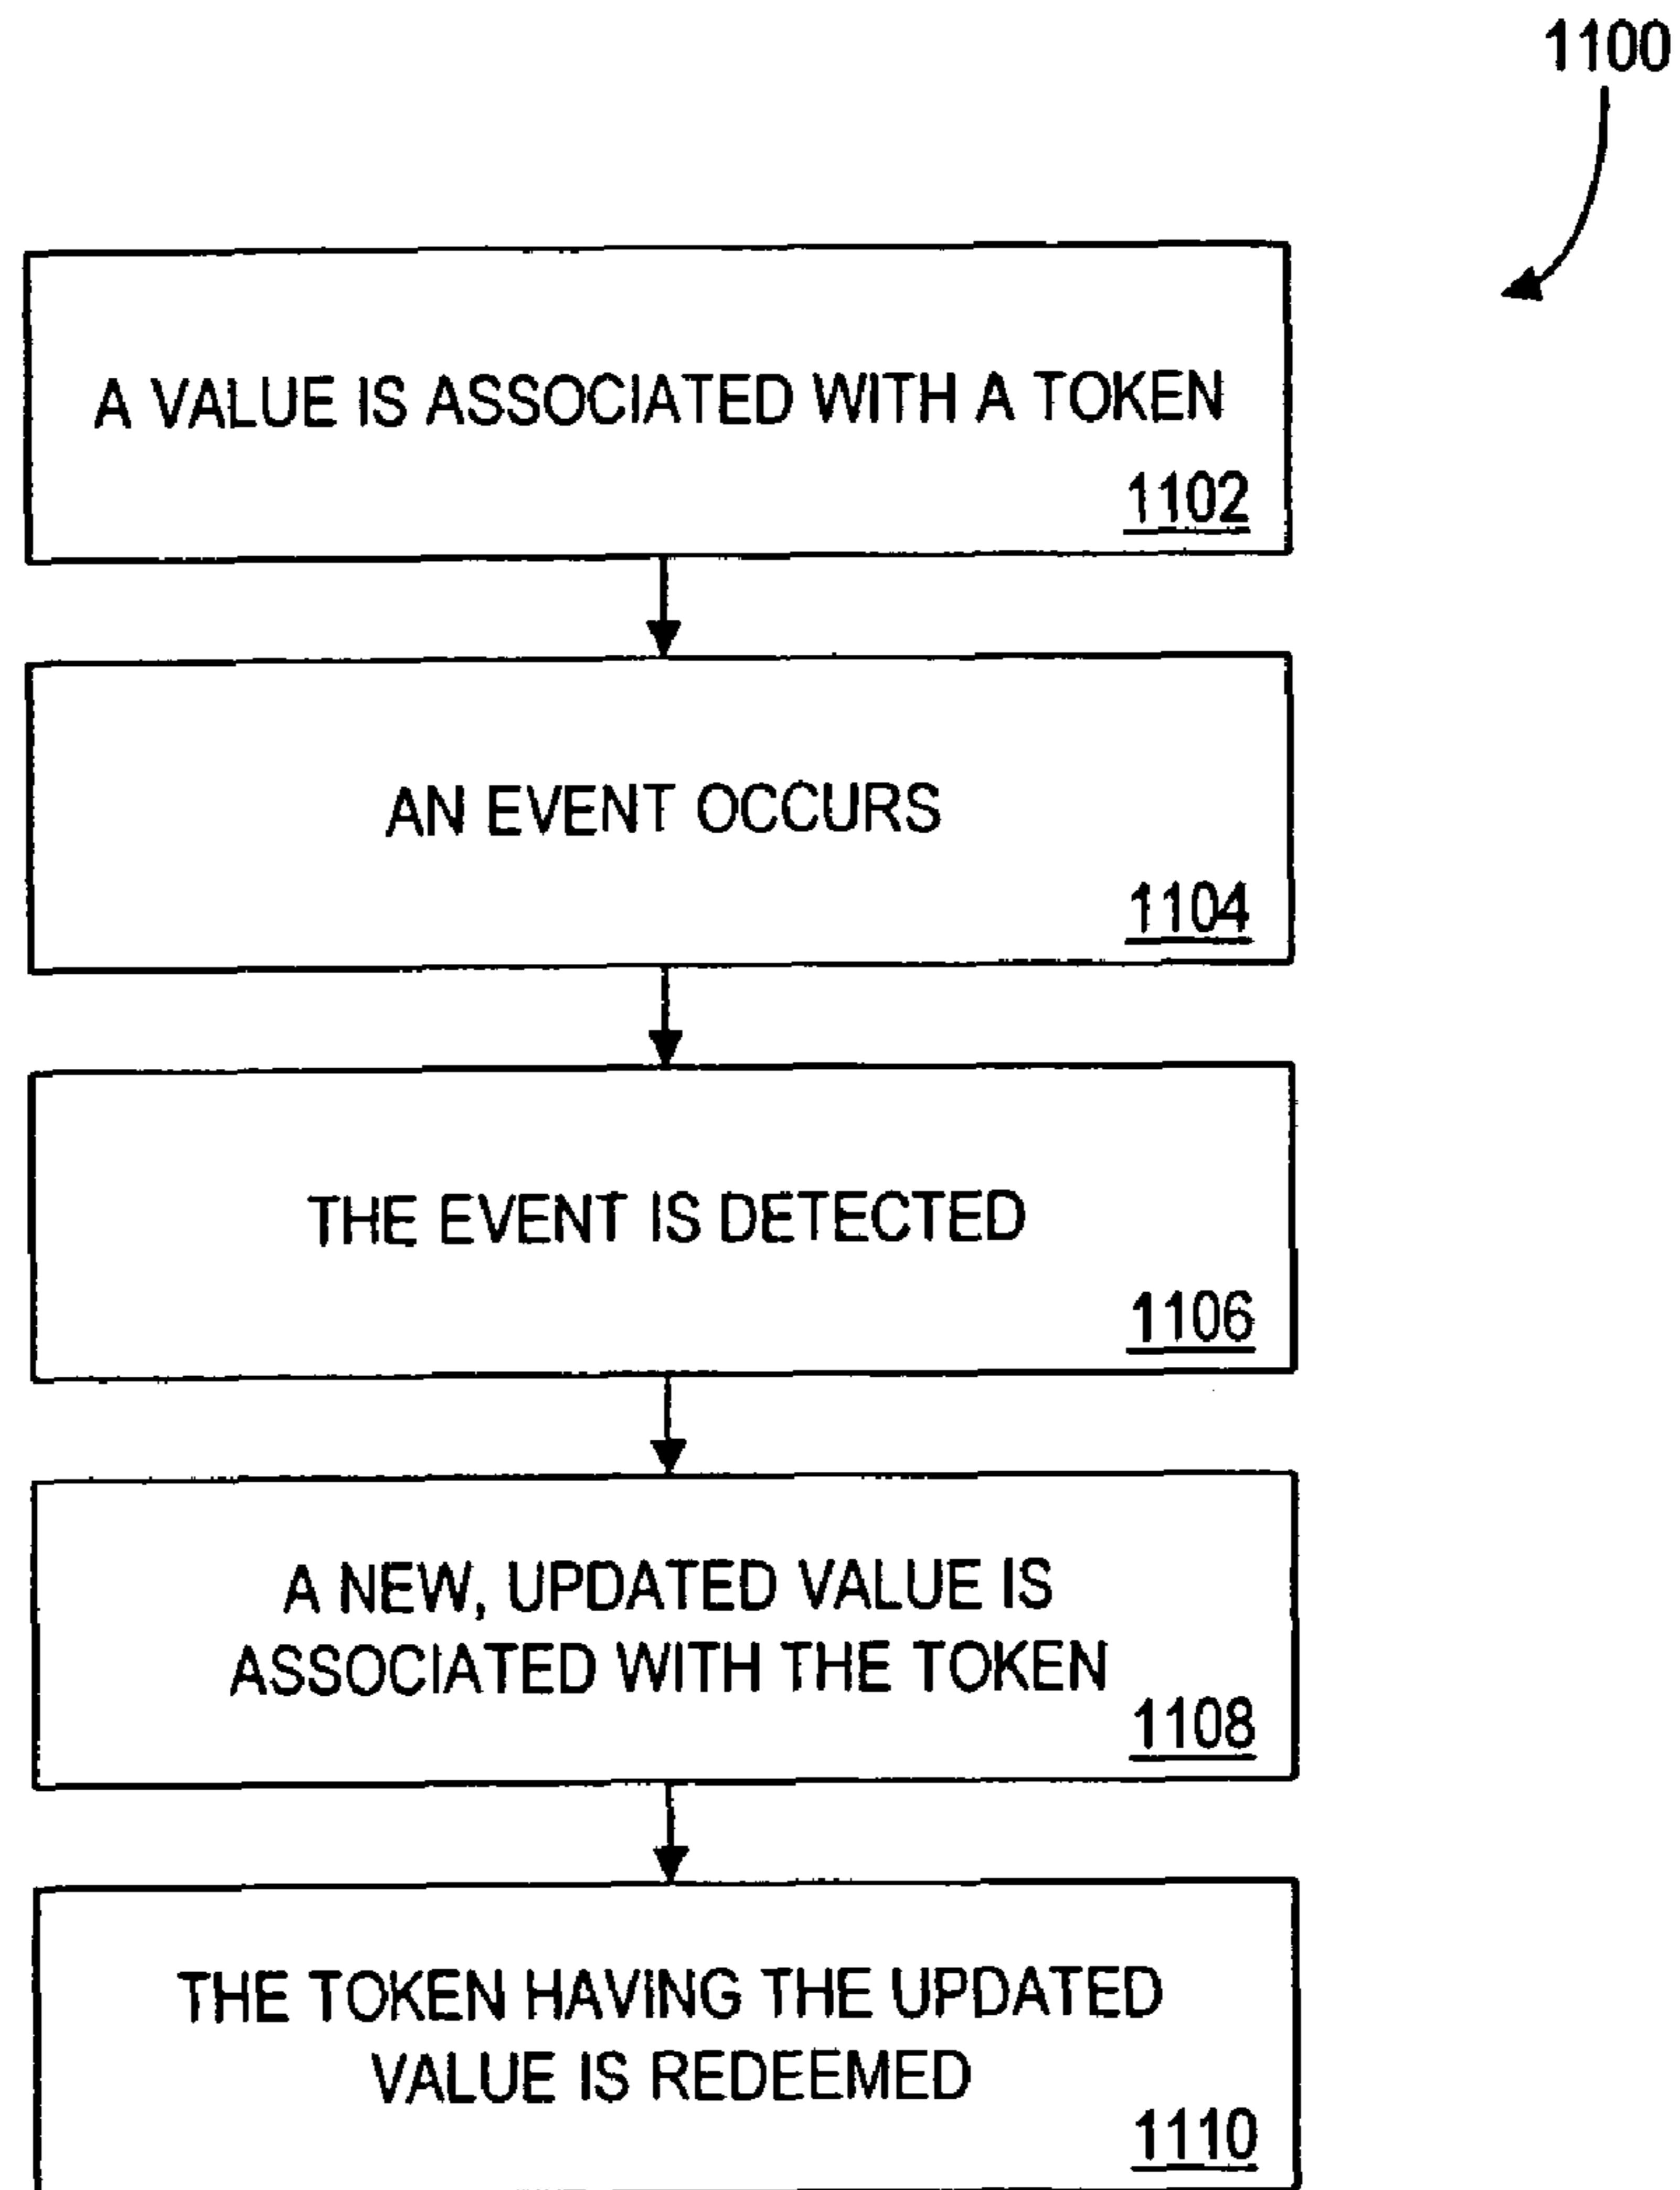 1100
A VALUE IS ASSOCIATED WITH A TOKEN
1102
AN EVENT OCCURS
1104
THE EVENT IS DETECTED
1106
A NEW, UPDATED VALUE IS
ASSOCIATED WITH THE TOKEN
1108
THE TOKEN HAVING THE UPDATED
VALUE IS REDEEMED
1110